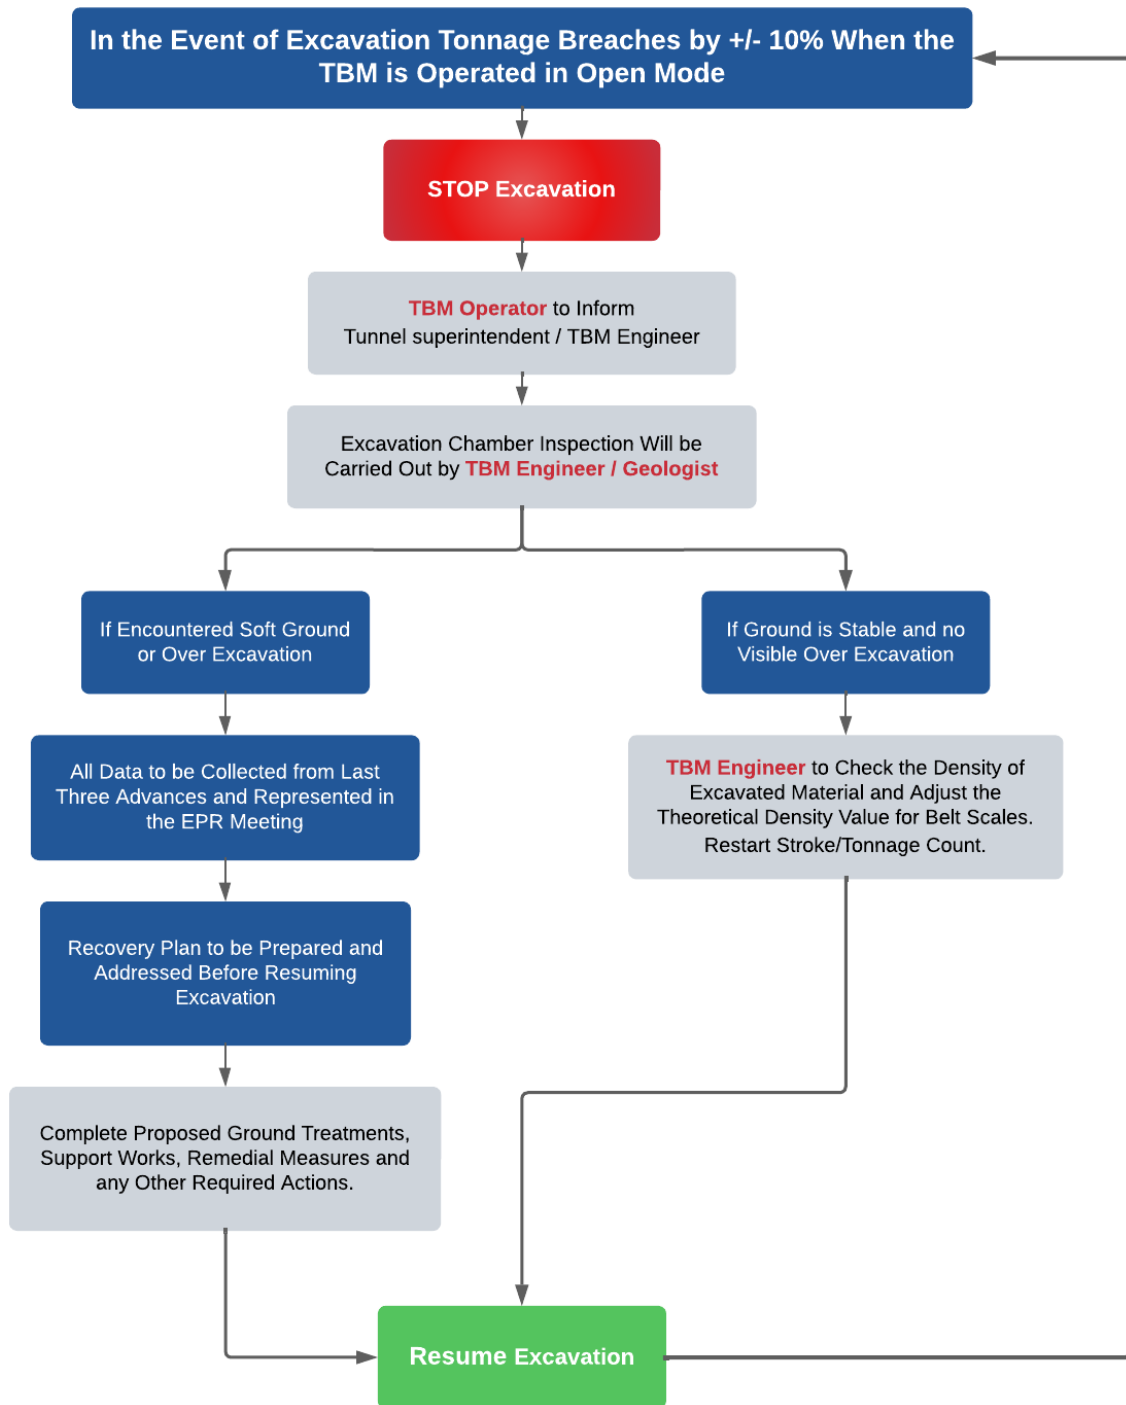 In the Event of Excavation Tonnage Breaches by +/- 10% When the
TBM is Operated in Open Mode
STOP Excavation
TBM Operator to Inform
Tunnel superintendent / TBM Engineer
Excavation Chamber Inspection Will be
Carried Out by TBM Engineer / Geologist
If Encountered Soft Ground
or Over Excavation
If Ground is Stable and no
Visible Over Excavation
All Data to be Collected from Last
Three Advances and Represented in
the EPR Meeting
TBM Engineer to Check the Density of
Excavated Material and Adjust the
Theoretical Density Value for Belt Scales.
Restart Stroke/Tonnage Count.
Recovery Plan to be Prepared and
Addressed Before Resuming
Excavation
Complete Proposed Ground Treatments,
Support Works, Remedial Measures and
any Other Required Actions.
Resume Excavation